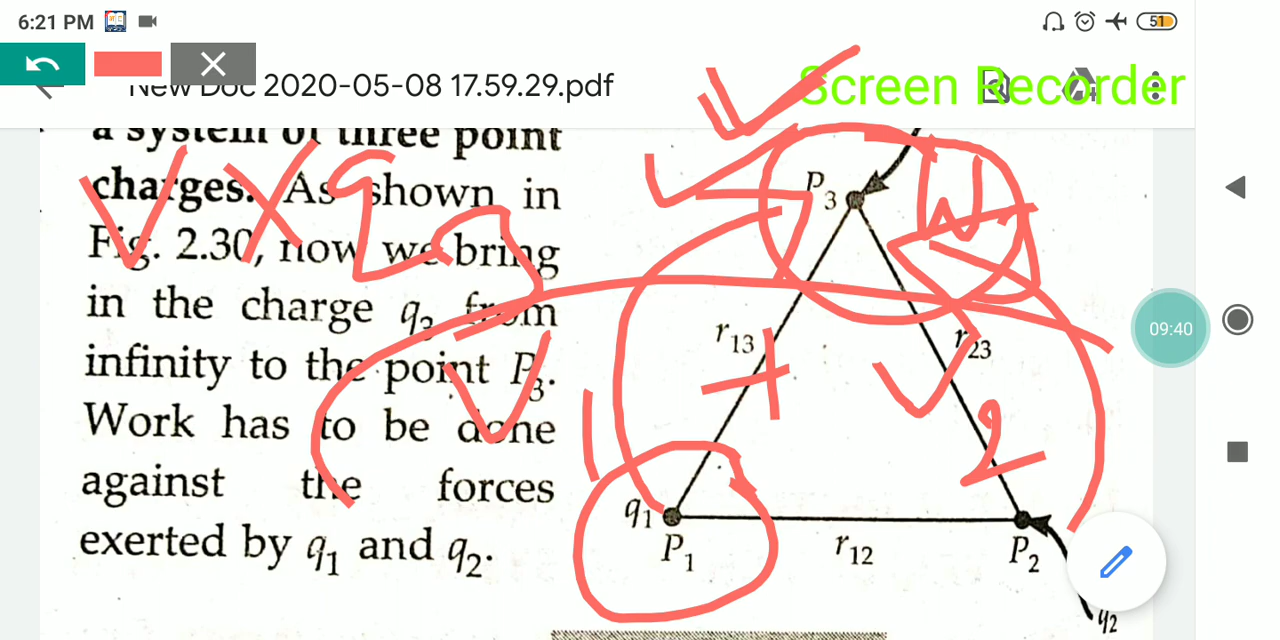 6:21 PM
51
New Doc 2020-05-08 17.59.29.pdf
Screen Recorder
a system of three point
charges. As shown in
Fig. 2.30, now we bring
in the charge q3 from
infinity to the point P3.
Work has to be done
against the forces
exerted by q1 and q2.
P3
r13
r23
09:40
q1
P1
r12
P2
q2
V × q3
W
(V1 + V2)